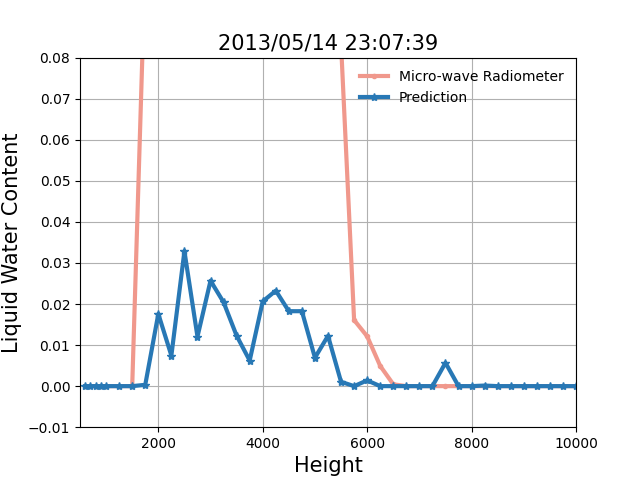 2013/05/14 23:07:39
Micro-wave Radiometer
Prediction
Liquid Water Content
0.08
0.07
0.06
0.05
0.04
0.03
0.02
0.01
0.00
−0.01
2000 4000 6000 8000 10000
Height